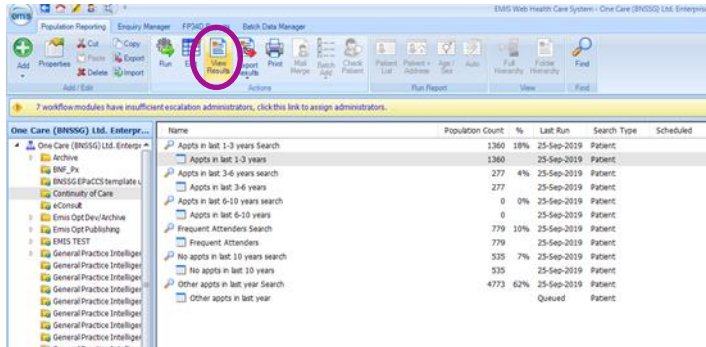 emis
EMIS Web Health Care System - One Care (BNSSG) Ltd. Enterpris
Population Reporting Enquiry Manager FP34D Results Batch Data Manager
Add Properties Cut Copy Paste Export Delete Import
Run View Results Export Results Print Mail Merge Batch Add Check Patient
Patient List Patient + Address Age / Sex Auto Full Hierarchy Folder Hierarchy Find
Add / Edit Actions Run Report View Find
7 workflow modules have insufficient escalation administrators, click this link to assign administrators.
One Care (BNSSG) Ltd. Enterpr... Name Population Count % Last Run Search Type Scheduled
One Care (BNSSG) Ltd. Enterpr
Archive
BNF_Px
BNSSG EPaCCS template u
Continuity of Care
eConsult
Emis Opt Dev/Archive
Emis Opt Publishing
EMIS TEST
General Practice Intelliger
General Practice Intelliger
General Practice Intelliger
General Practice Intelliger
General Practice Intelliger
General Practice Intelliger
Appts in last 1-3 years Search 1360 18% 25-Sep-2019 Patient
Appts in last 1-3 years 1360 25-Sep-2019 Patient
Appts in last 3-6 years search 277 4% 25-Sep-2019 Patient
Appts in last 3-6 years 277 25-Sep-2019 Patient
Appts in last 6-10 years search 0 0% 25-Sep-2019 Patient
Appts in last 6-10 years 0 25-Sep-2019 Patient
Frequent Attenders Search 779 10% 25-Sep-2019 Patient
Frequent Attenders 779 25-Sep-2019 Patient
No appts in last 10 years search 535 7% 25-Sep-2019 Patient
No appts in last 10 years 535 25-Sep-2019 Patient
Other appts in last year Search 4773 62% 25-Sep-2019 Patient
Other appts in last year Queued Patient